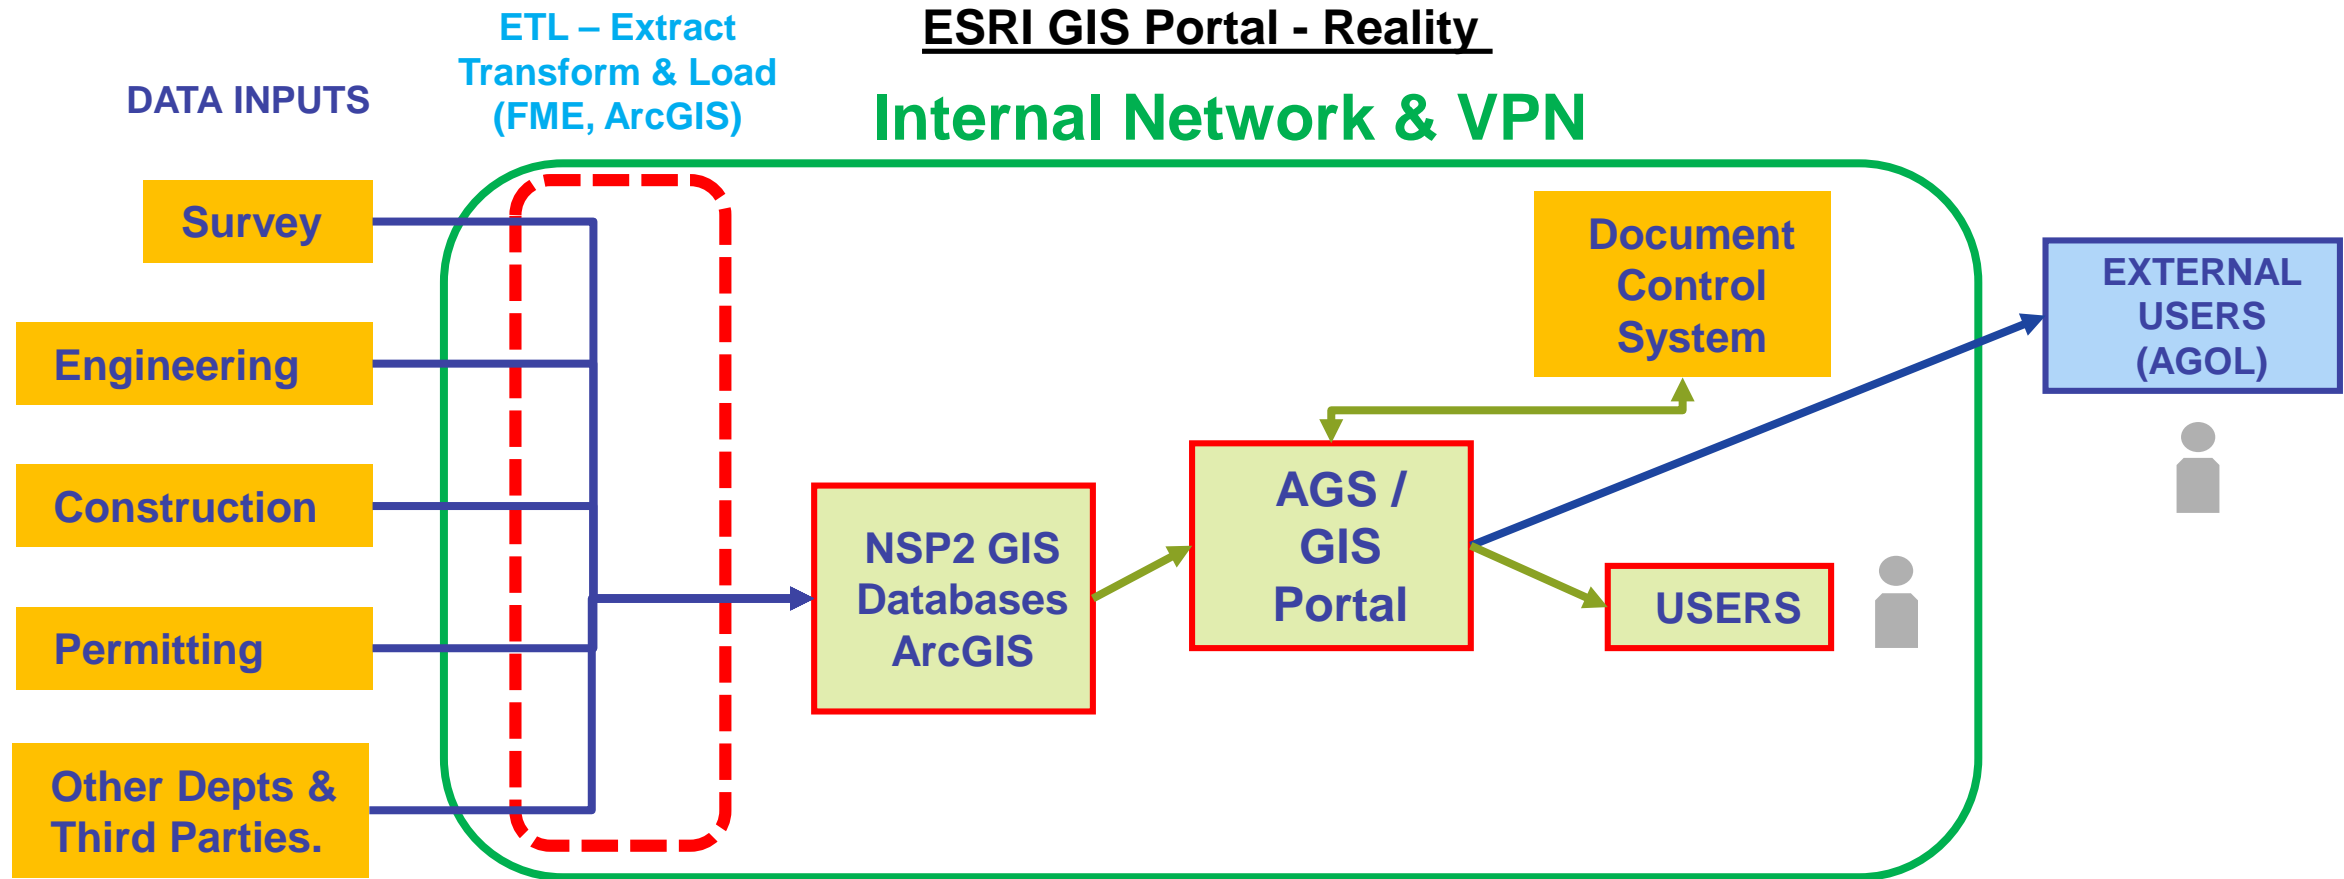 ESRI GIS Portal - Reality
ETL – Extract
Transform & Load
(FME, ArcGIS)
DATA INPUTS
Internal Network & VPN
Survey
Engineering
Construction
Permitting
Other Depts &
Third Parties.
NSP2 GIS
Databases
ArcGIS
AGS /
GIS
Portal
Document
Control
System
USERS
EXTERNAL
USERS
(AGOL)